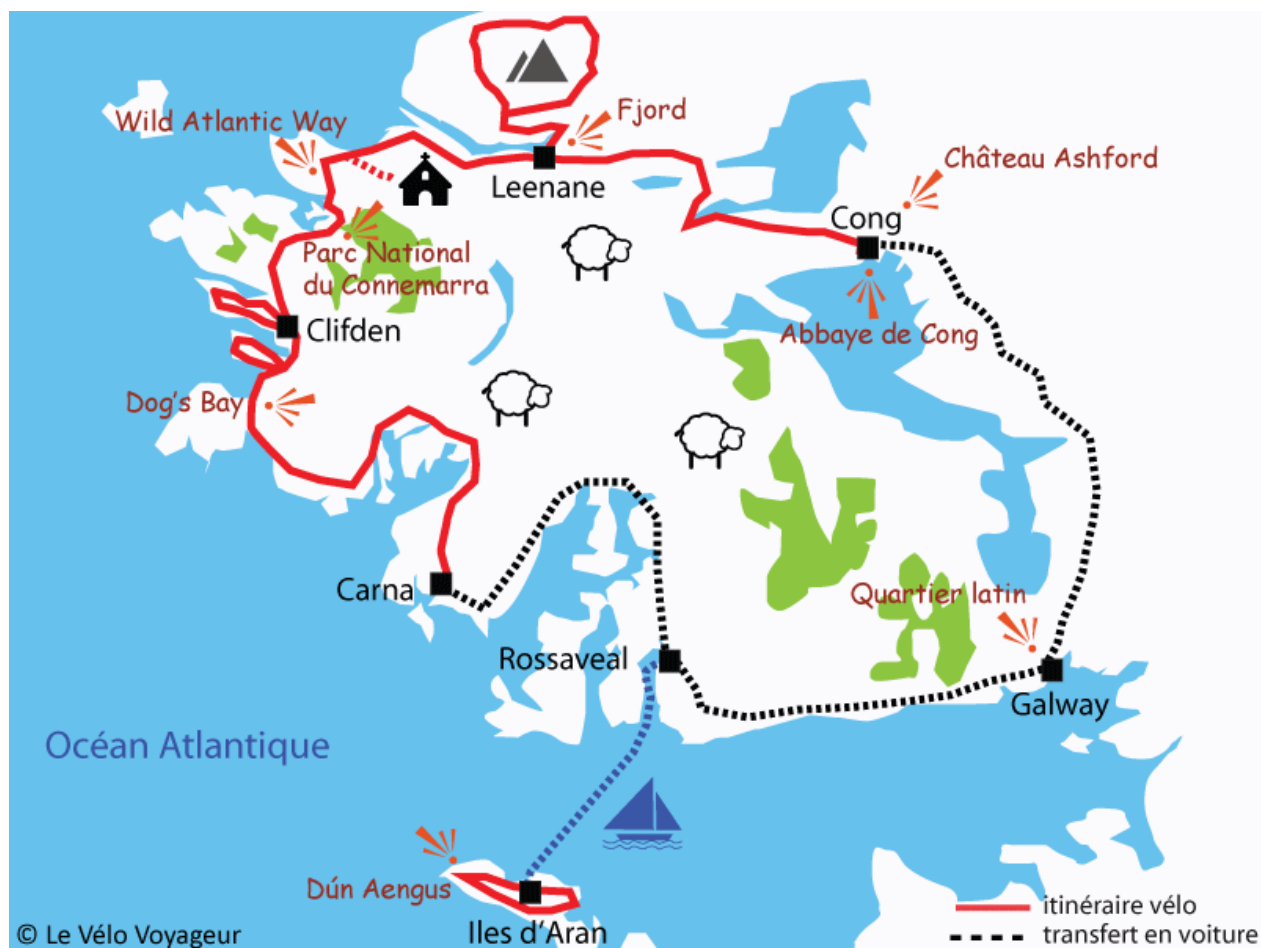 Wild Atlantic Way
Fjord
Leenane
Château Ashford
Cong
Parc National
du Connemarra
Clifden
Abbaye de Cong
Dog's Bay
Carna
Quartier latin
Rossaveal
Galway
Océan Atlantique
Dún Aengus
Iles d'Aran
itinéraire vélo
transfert en voiture
© Le Vélo Voyageur